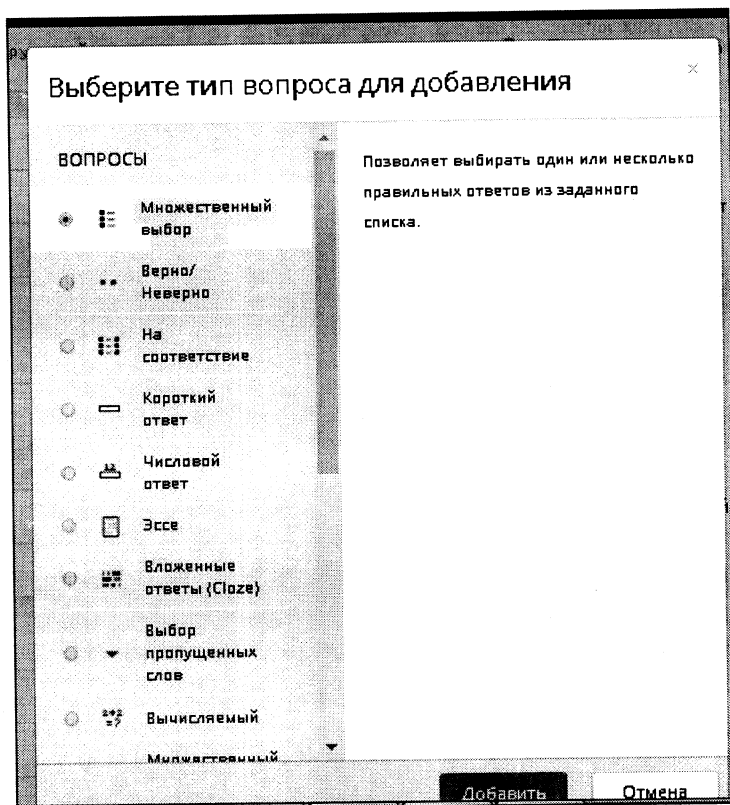 Выберите тип вопроса для добавления
×
ВОПРОСЫ
Множественный
выбор
Верно/
Неверно
На
соответствие
Короткий
ответ
Числовой
ответ
Эссе
Вложенные
ответы (Cloze)
Выбор
пропущенных
слов
Вычисляемый
Множественный
Позволяет выбирать один или несколько
правильных ответов из заданного
списка.
Добавить
Отмена